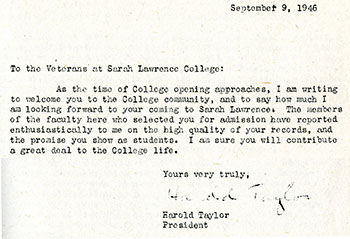 September 9, 1946
To the Veterans at Sarah Lawrence College:
As the time of College opening approaches, I am writing
to welcome you to the College community, and to say how much I
am looking forward to your coming to Sarah Lawrence. The members
of the faculty here who selected you for admission have reported
enthusiastically to me on the high quality of your records, and
the promise you show as students. I am sure you will contribute
a great deal to the College life.
Yours very truly,
Harold Taylor
Harold Taylor
President